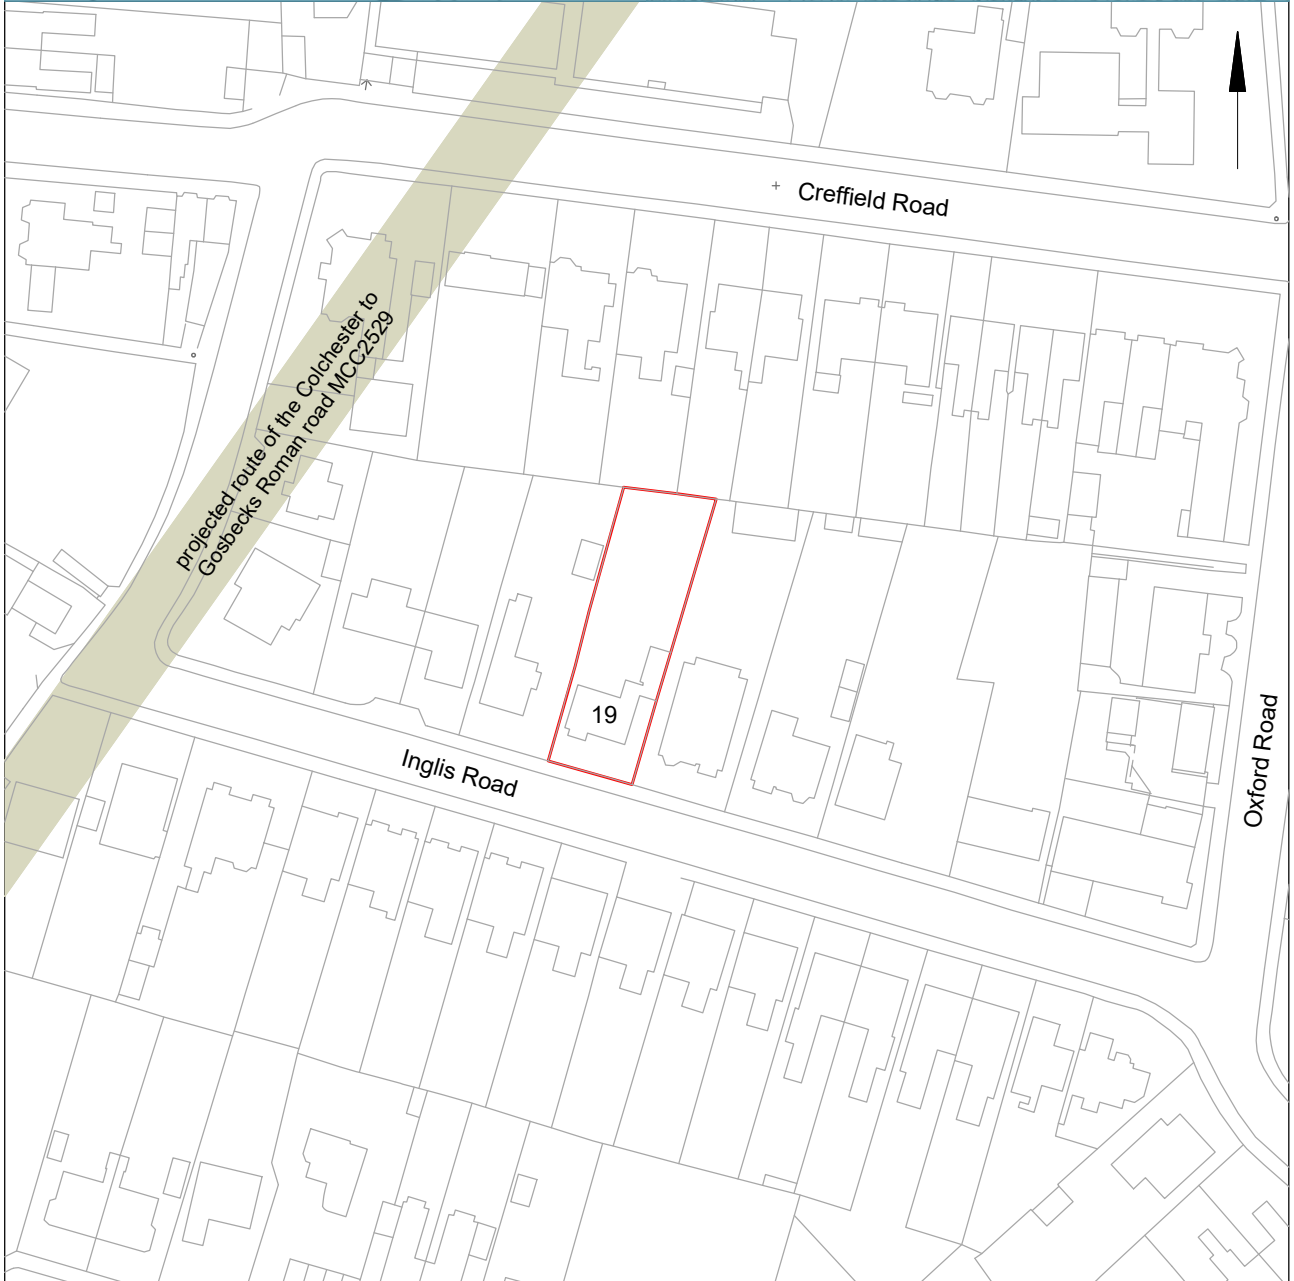 Creffield Road
projected route of the Colchester to
Gosbecks Roman road MCC2529
19
Inglis Road
Oxford Road